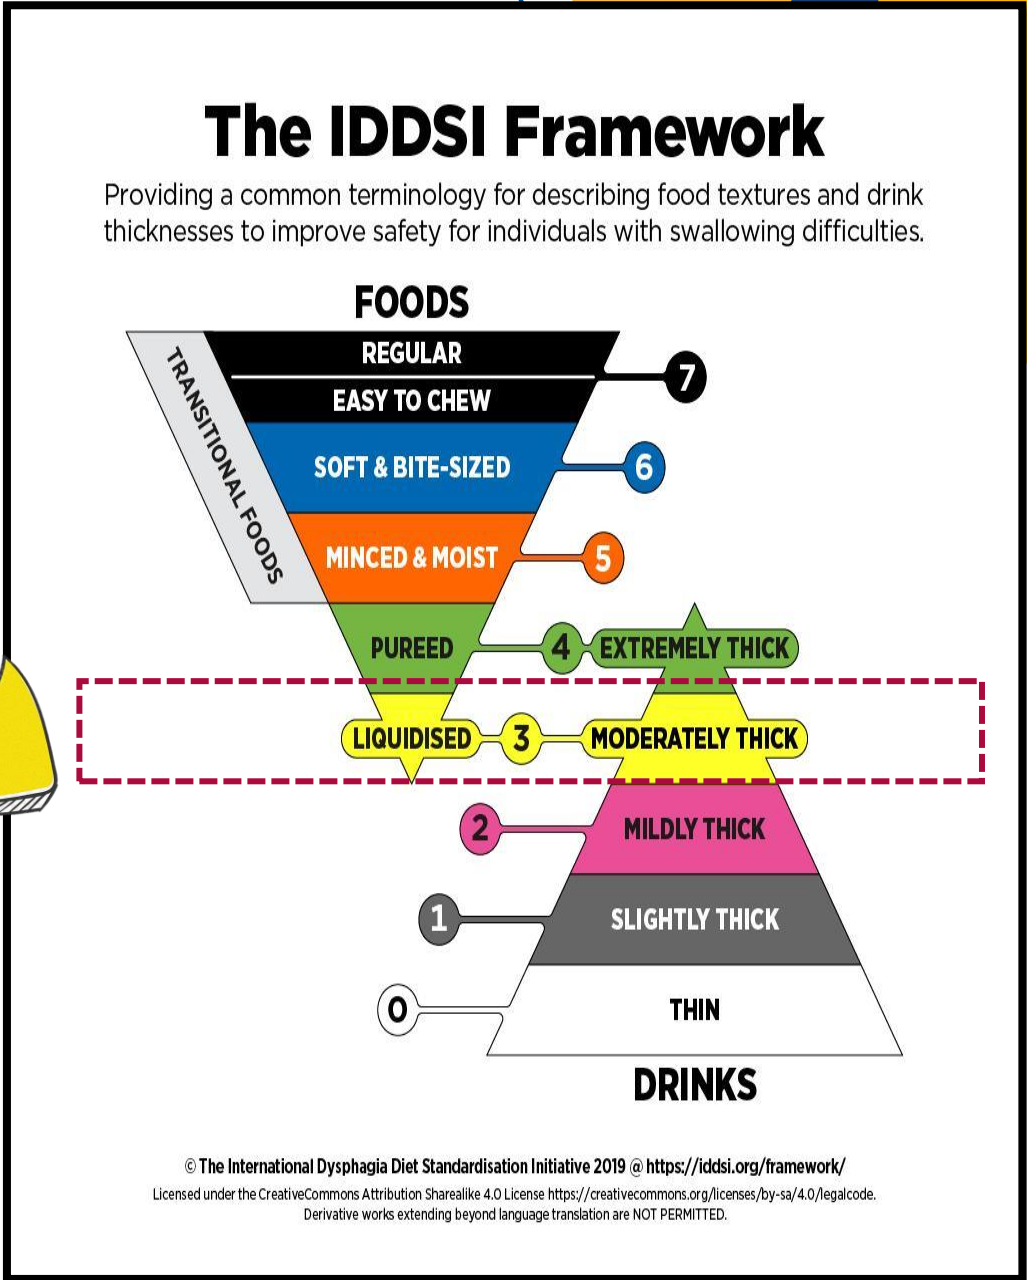 The IDDSI Framework
Providing a common terminology for describing food textures and drink
thicknesses to improve safety for individuals with swallowing difficulties.
FOODS
TRANSITIONAL FOODS
REGULAR
7
EASY TO CHEW
SOFT & BITE-SIZED
6
MINCED & MOIST
5
PUREED
4
EXTREMELY THICK
LIQUIDISED
3
MODERATELY THICK
2
MILDLY THICK
1
SLIGHTLY THICK
0
THIN
DRINKS
© The International Dysphagia Diet Standardisation Initiative 2019 @ https://iddsi.org/framework/
Licensed under the CreativeCommons Attribution Sharealike 4.0 License https://creativecommons.org/licenses/by-sa/4.0/legalcode.
Derivative works extending beyond language translation are NOT PERMITTED.